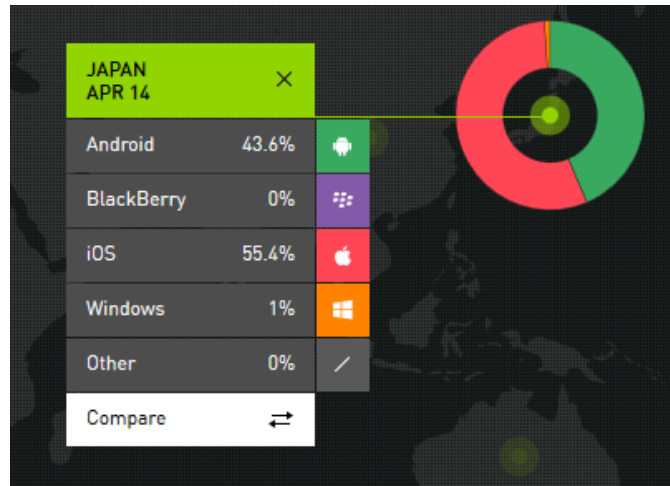 JAPAN
APR 14
Android 43.6%
BlackBerry 0%
iOS 55.4%
Windows 1%
Other 0%
Compare